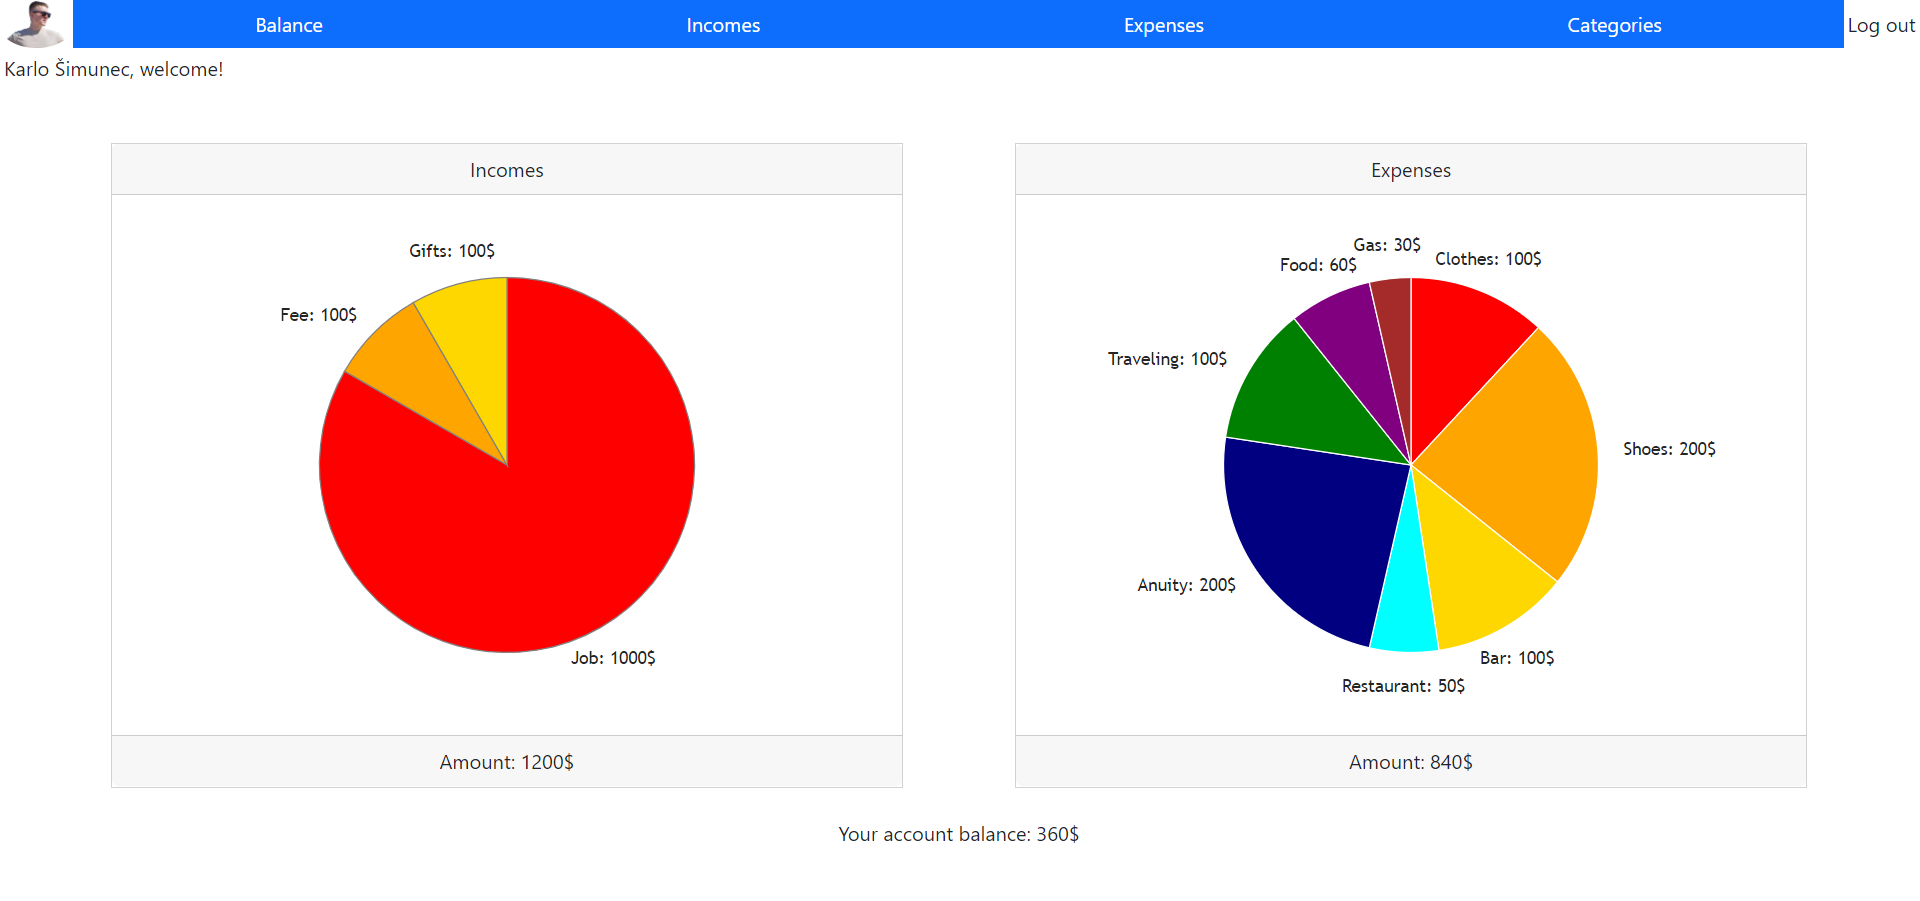 Balance Incomes Expenses Categories Log out
Karlo Šimunec, welcome!
Incomes
Gifts: 100$
Fee: 100$
Job: 1000$
Amount: 1200$
Expenses
Gas: 30$
Clothes: 100$
Food: 60$
Traveling: 100$
Shoes: 200$
Anuity: 200$
Bar: 100$
Restaurant: 50$
Amount: 840$
Your account balance: 360$